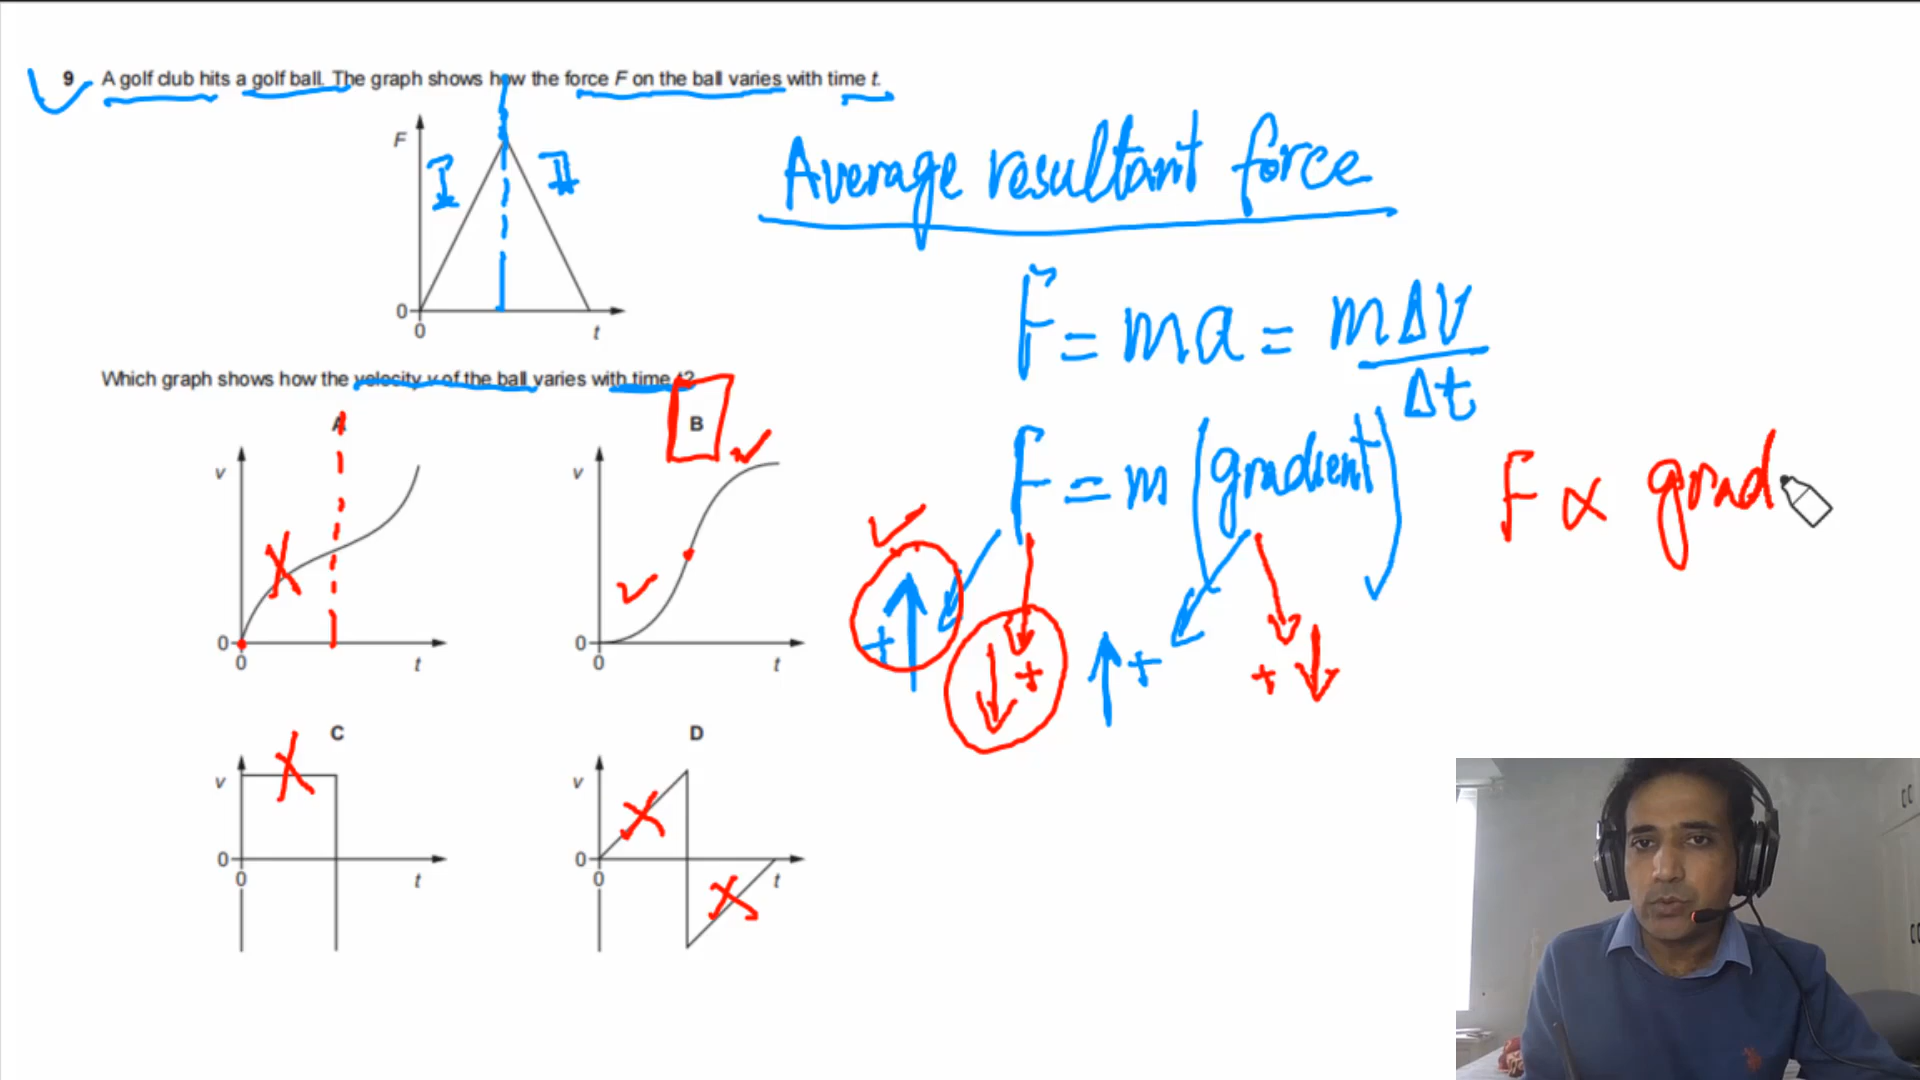 9 A golf club hits a golf ball. The graph shows how the force F on the ball varies with time t.
F
I II
0
0 t
Average resultant force
F = ma = mΔv
Δt
Which graph shows how the velocity v of the ball varies with time t?
A B
v v
0 0
0 t 0 t
F = m (gradient)
F ∝ grad
+ + + +
C D
v v
0 0
0 t 0 t